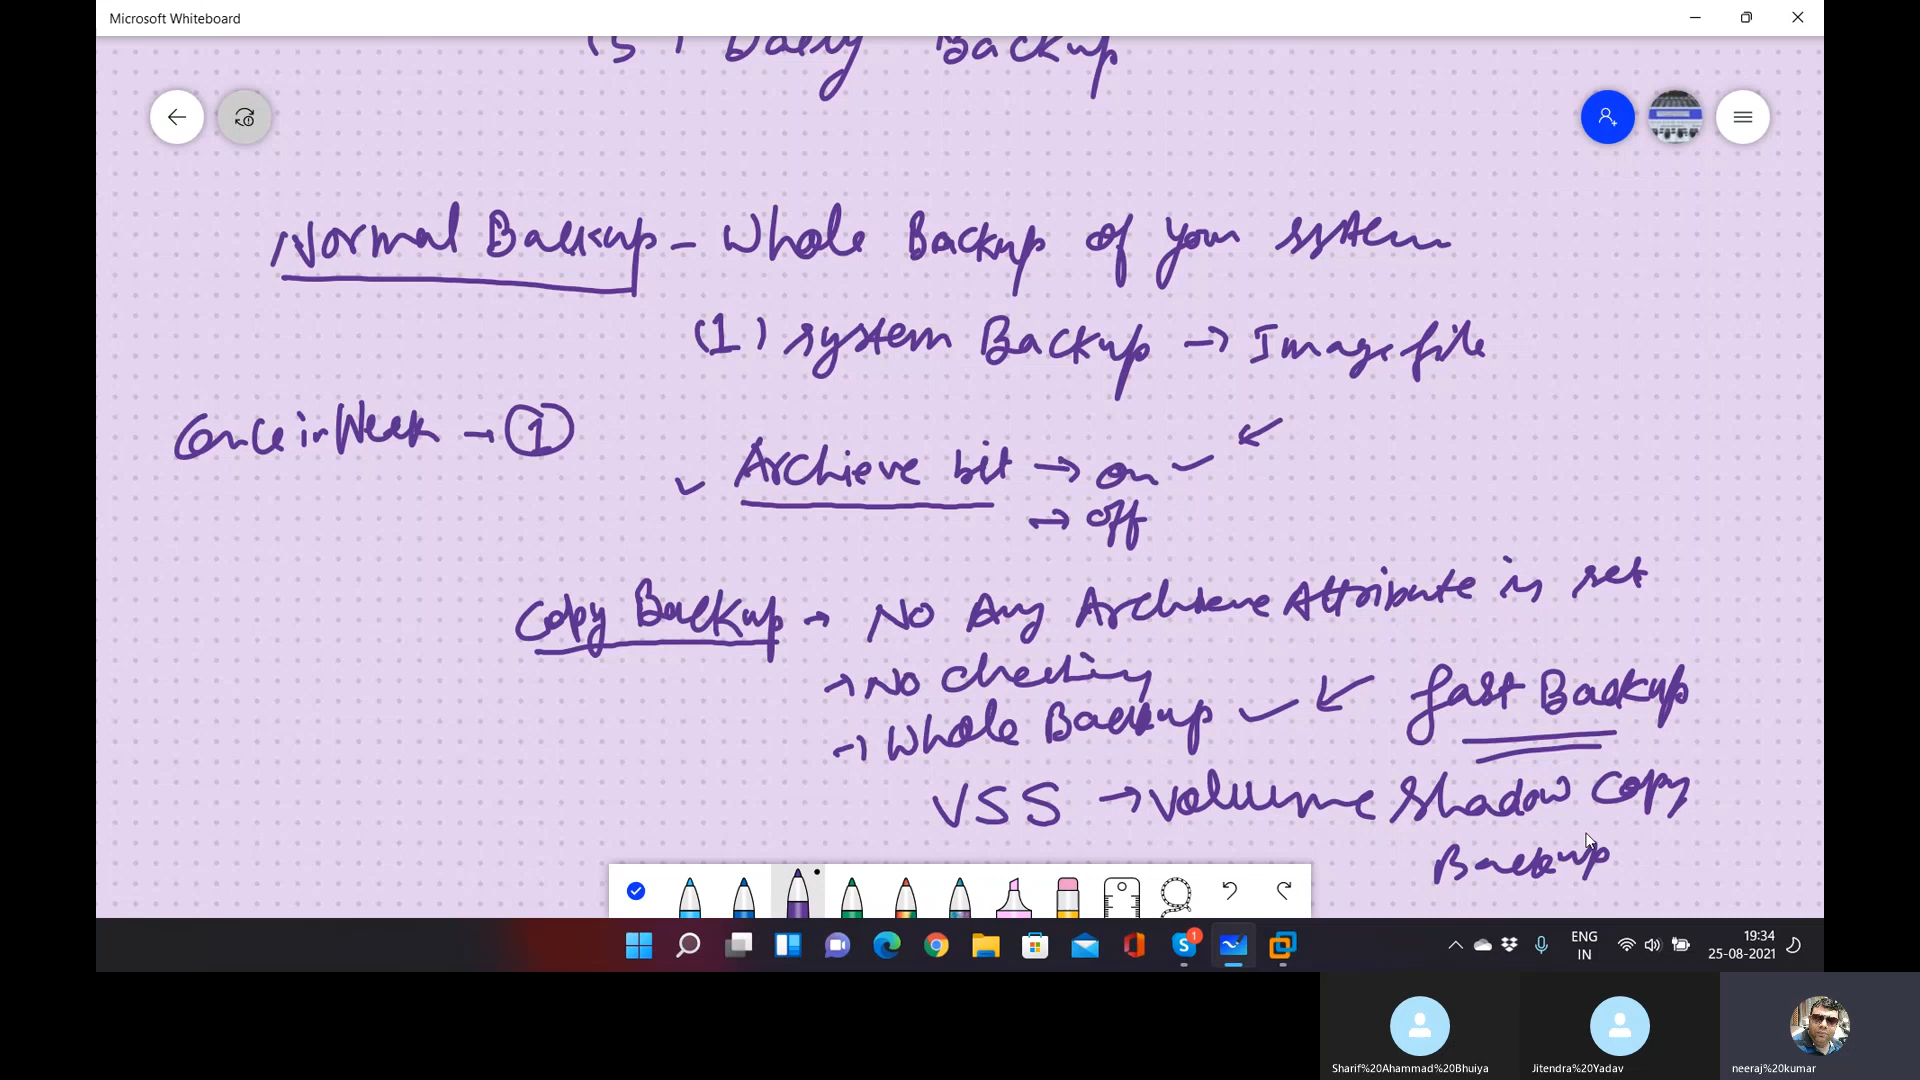 Microsoft Whiteboard
(5) Daily Backup
Normal Backup - Whole Backup of your system
(1) system Backup → Image file
Once in Week - 1
Archieve bit → on
→ off
Copy Backup → No Any Archieve Attribute is set
→ No checking
→ Whole Backup fast Backup
VSS → volume Shadow Copy
Backup
S 1
ENG
IN
19:34
25-08-2021
Sharif%20Ahammad%20Bhuiya Jitendra%20Yadav neeraj%20kumar